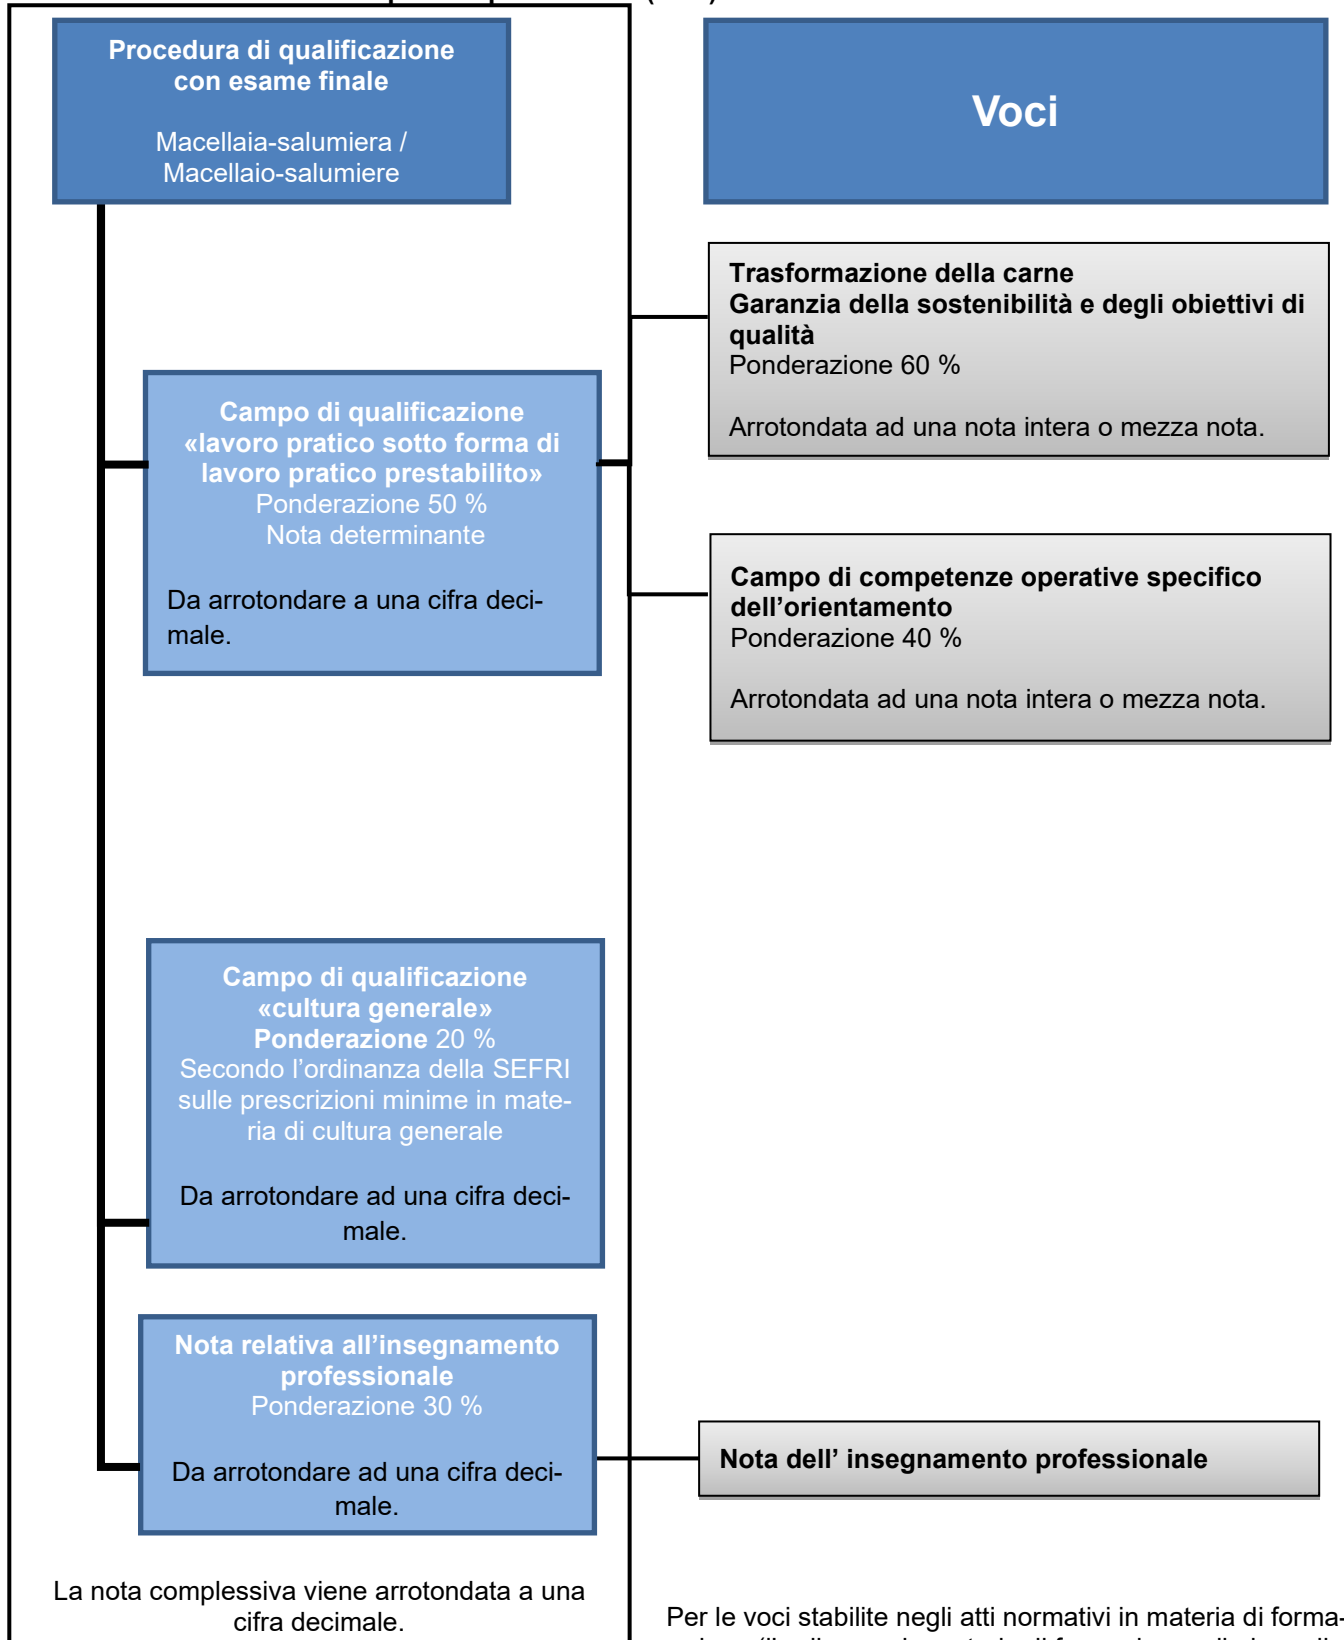 Procedura di qualificazione
con esame finale
Macellaia-salumiera /
Macellaio-salumiere
Voci
Trasformazione della carne
Garanzia della sostenibilità e degli obiettivi di
qualità
Ponderazione 60 %
Arrotondata ad una nota intera o mezza nota.
Campo di qualificazione
«lavoro pratico sotto forma di
lavoro pratico prestabilito»
Ponderazione 50 %
Nota determinante
Da arrotondare a una cifra deci-
male.
Campo di competenze operative specifico
dell’orientamento
Ponderazione 40 %
Arrotondata ad una nota intera o mezza nota.
Campo di qualificazione
«cultura generale»
Ponderazione 20 %
Secondo l’ordinanza della SEFRI
sulle prescrizioni minime in mate-
ria di cultura generale
Da arrotondare ad una cifra deci-
male.
Nota relativa all’insegnamento
professionale
Ponderazione 30 %
Da arrotondare ad una cifra deci-
male.
Nota dell’ insegnamento professionale
La nota complessiva viene arrotondata a una
cifra decimale.
Per le voci stabilite negli atti normativi in materia di forma-